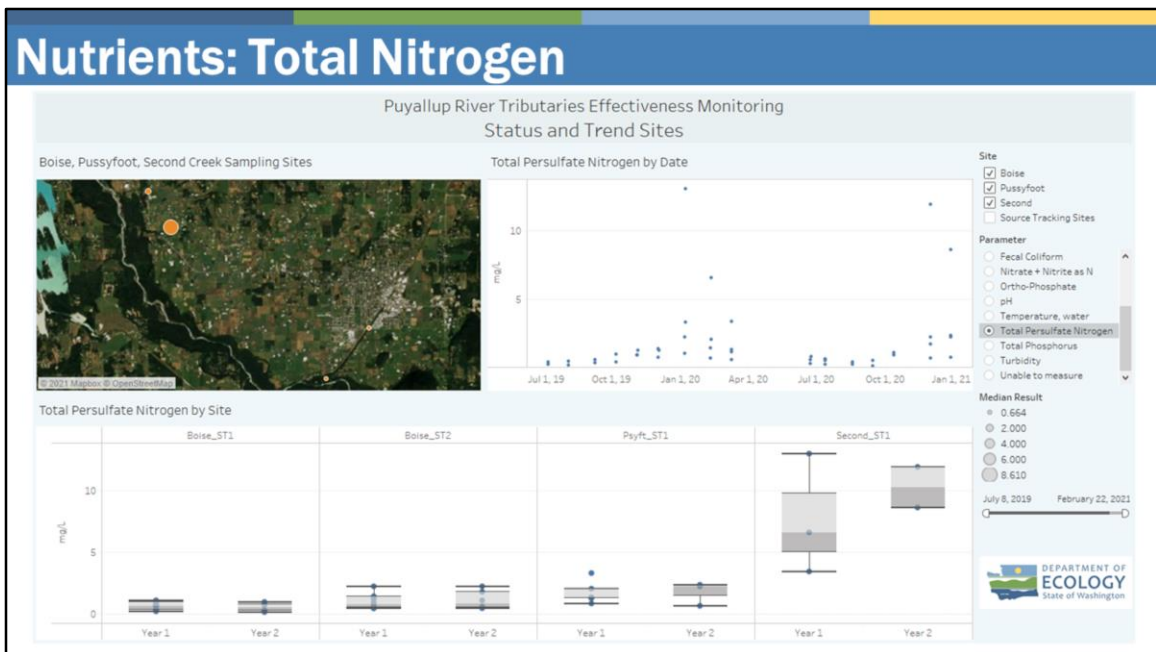 Nutrients: Total Nitrogen
Puyallup River Tributaries Effectiveness Monitoring
Status and Trend Sites
Boise, Pussyfoot, Second Creek Sampling Sites
© 2021 Mapbox © OpenStreetMap
Total Persulfate Nitrogen by Date
mg/L
10
5
Jul 1, 19 Oct 1, 19 Jan 1, 20 Apr 1, 20 Jul 1, 20 Oct 1, 20 Jan 1, 21
Site
Boise
Pussyfoot
Second
Source Tracking Sites
Parameter
Fecal Coliform
Nitrate + Nitrite as N
Ortho-Phosphate
pH
Temperature, water
Total Persulfate Nitrogen
Total Phosphorus
Turbidity
Unable to measure
Median Result
0.664
2.000
4.000
6.000
8.610
July 8, 2019 February 22, 2021
Total Persulfate Nitrogen by Site
Boise_ST1 Boise_ST2 Psyft_ST1 Second_ST1
mg/L
10
5
0
Year 1 Year 2 Year 1 Year 2 Year 1 Year 2 Year 1 Year 2
DEPARTMENT OF
ECOLOGY
State of Washington